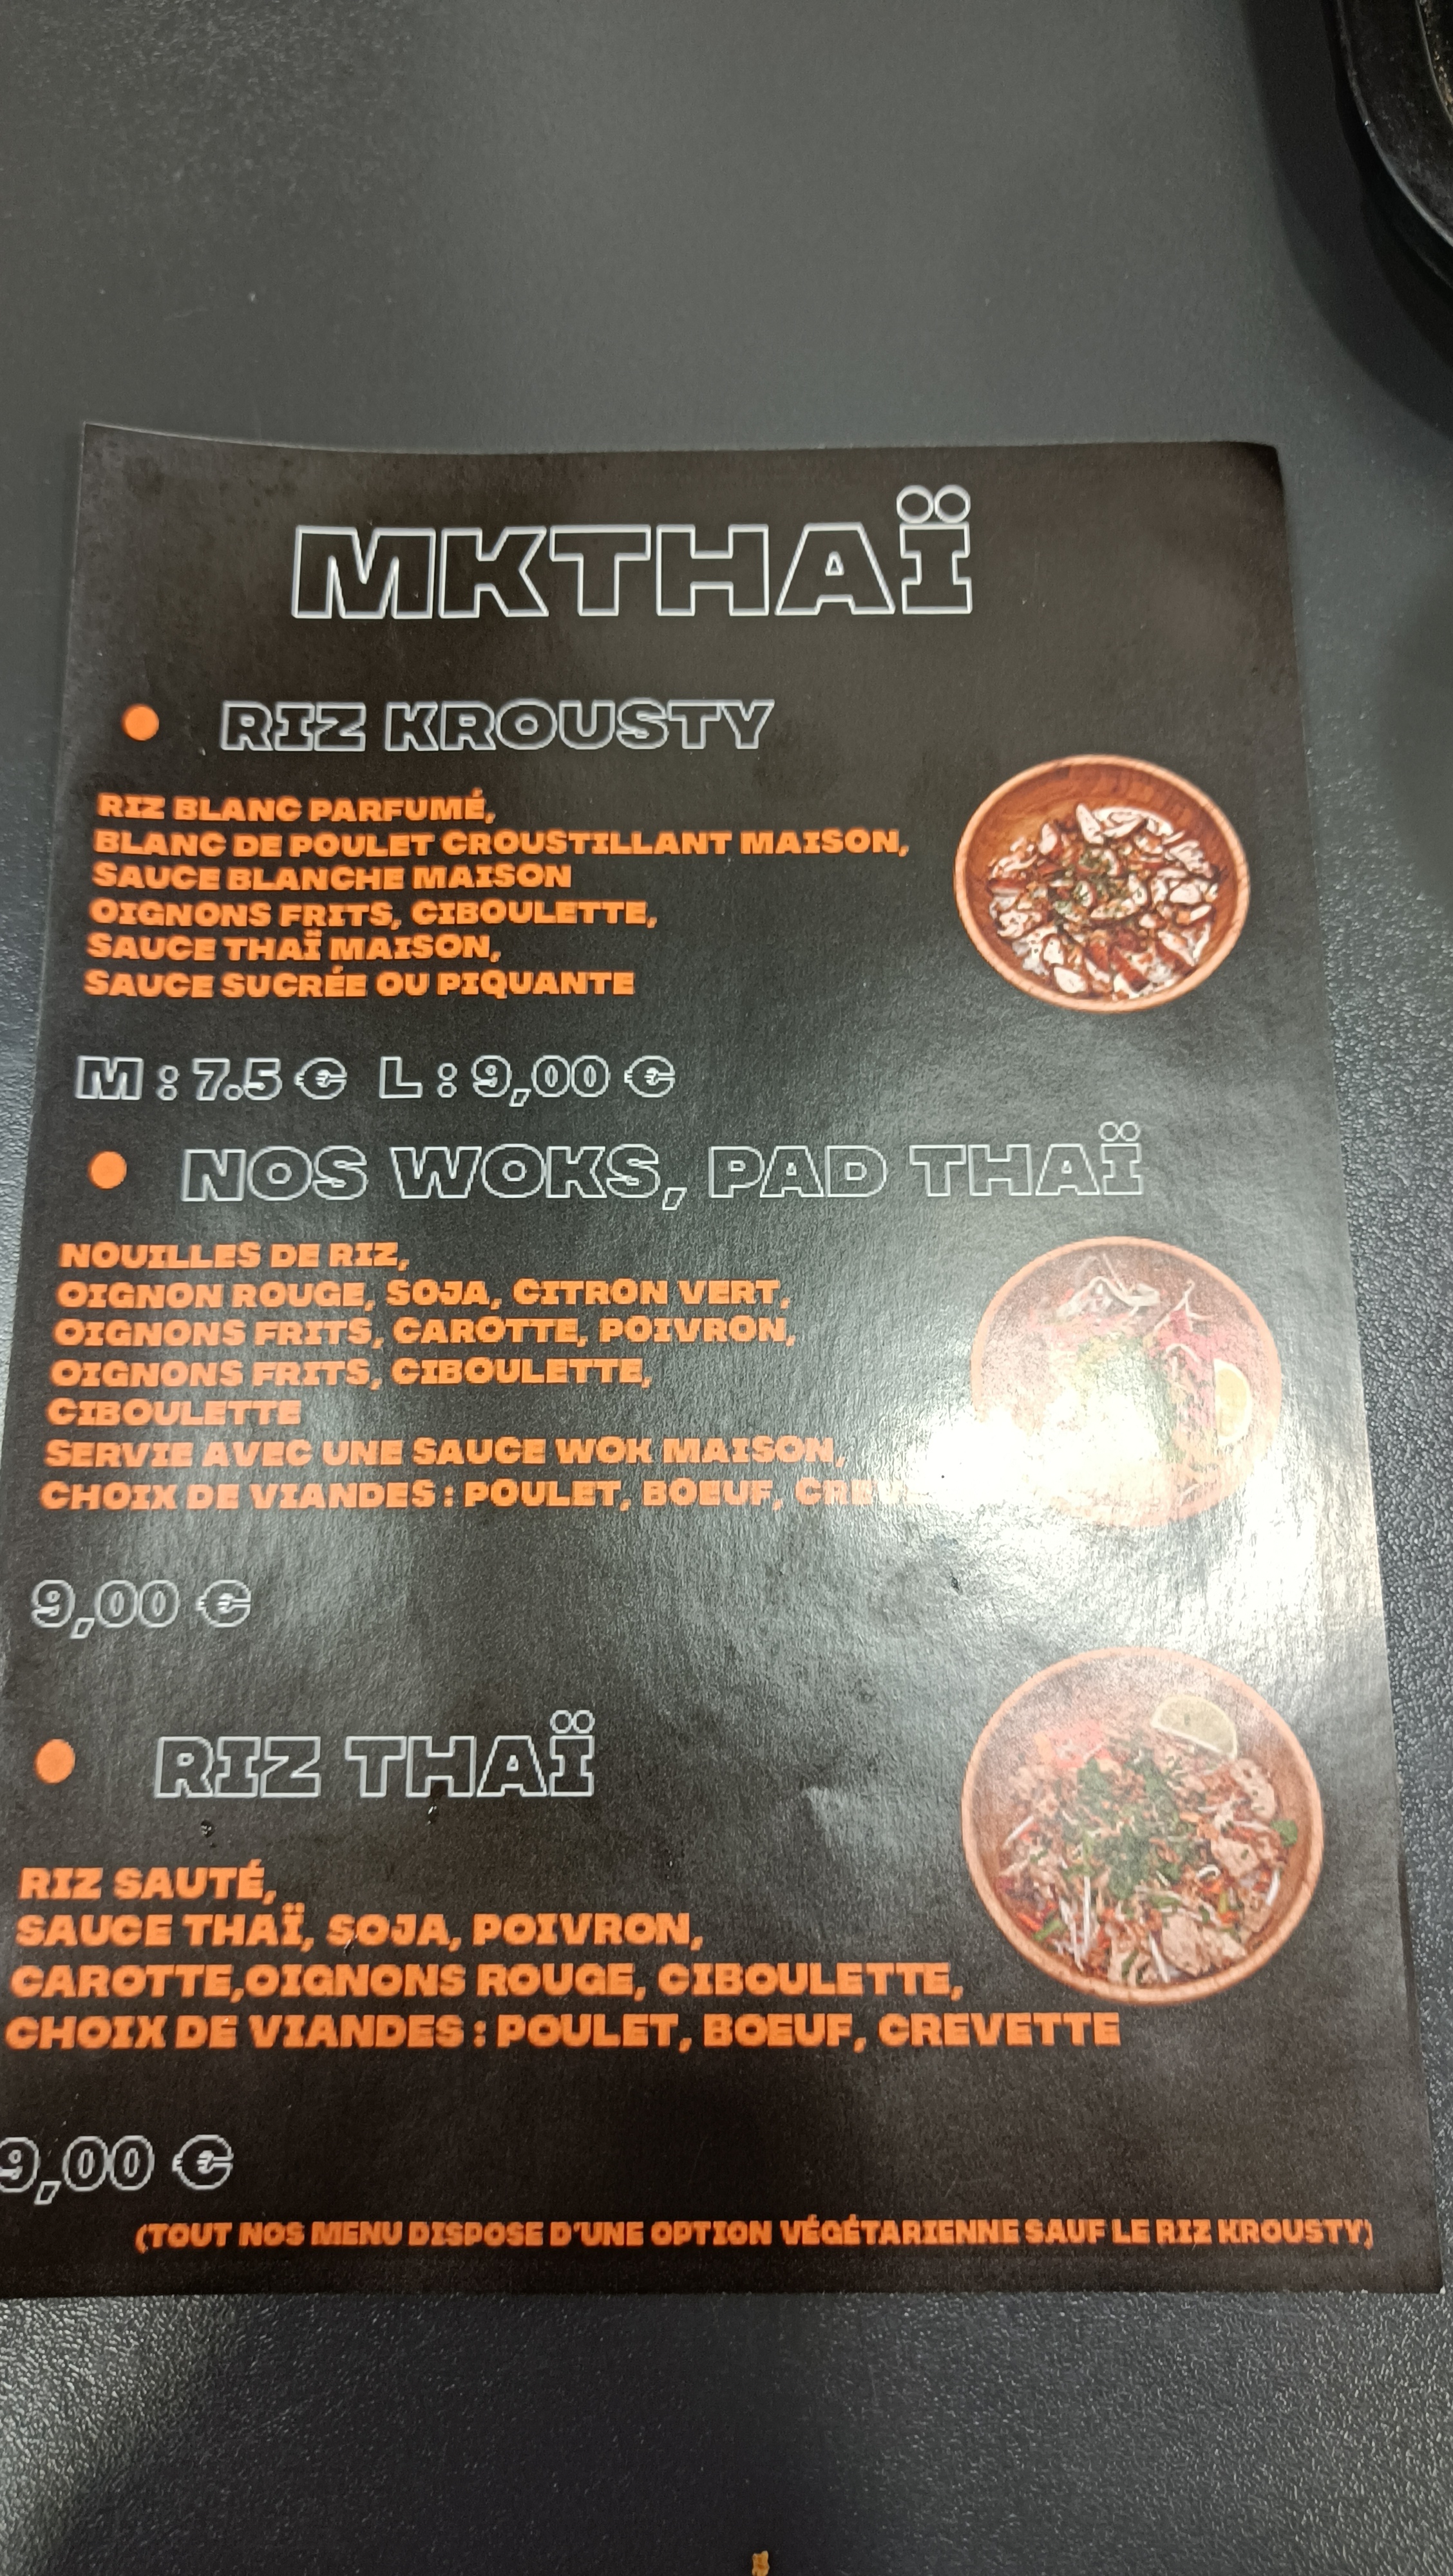 MKTHAÏ
RIZ KROUSTY
RIZ BLANC PARFUMÉ,
BLANC DE POULET CROUSTILLANT MAISON,
SAUCE BLANCHE MAISON
OIGNONS FRITS, CIBOULETTE,
SAUCE THAÏ MAISON,
SAUCE SUCRÉE OU PIQUANTE
M : 7.5 € L : 9,00 €
NOS WOKS, PAD THAÏ
NOUILLES DE RIZ,
OIGNON ROUGE, SOJA, CITRON VERT,
OIGNONS FRITS, CAROTTE, POIVRON,
OIGNONS FRITS, CIBOULETTE,
CIBOULETTE
SERVIE AVEC UNE SAUCE WOK MAISON,
CHOIX DE VIANDES : POULET, BOEUF,
9,00 €
RIZ THAÏ
RIZ SAUTÉ,
SAUCE THAÏ, SOJA, POIVRON,
CAROTTE,OIGNONS ROUGE, CIBOULETTE,
CHOIX DE VIANDES : POULET, BOEUF, CREVETTE
9,00 €
(TOUT NOS MENU DISPOSE D'UNE OPTION VÉGÉTARIENNE SAUF LE RIZ KROUSTY)